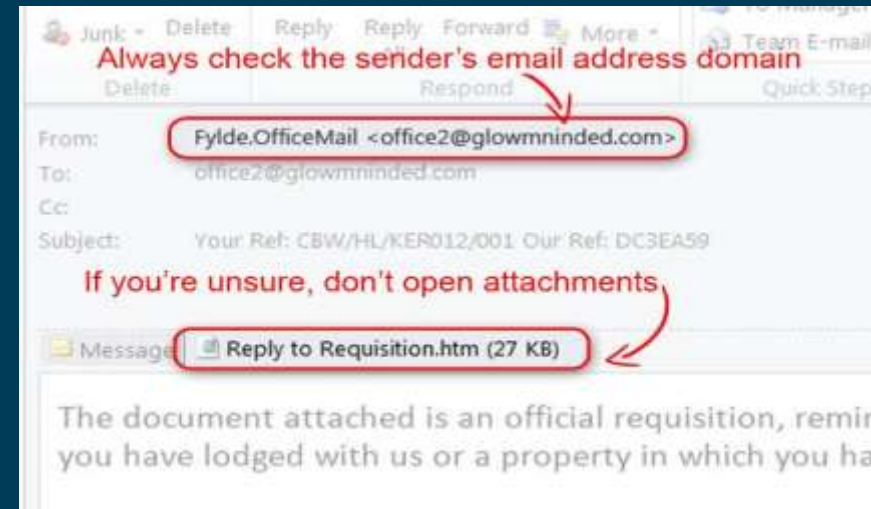 Junk Delete Reply Reply Forward More
To Manager
Team E-mail
Always check the sender's email address domain
Delete Respond Quick Step
From: Fylde.OfficeMail <office2@glowmninded.com>
To: office2@glowmninded.com
Cc:
Subject: Your Ref: CBW/HL/KER012/001 Our Ref: DC3EA59
If you're unsure, don't open attachments
Message Reply to Requisition.htm (27 KB)
The document attached is an official requisition,
you have lodged with us or a property in which you